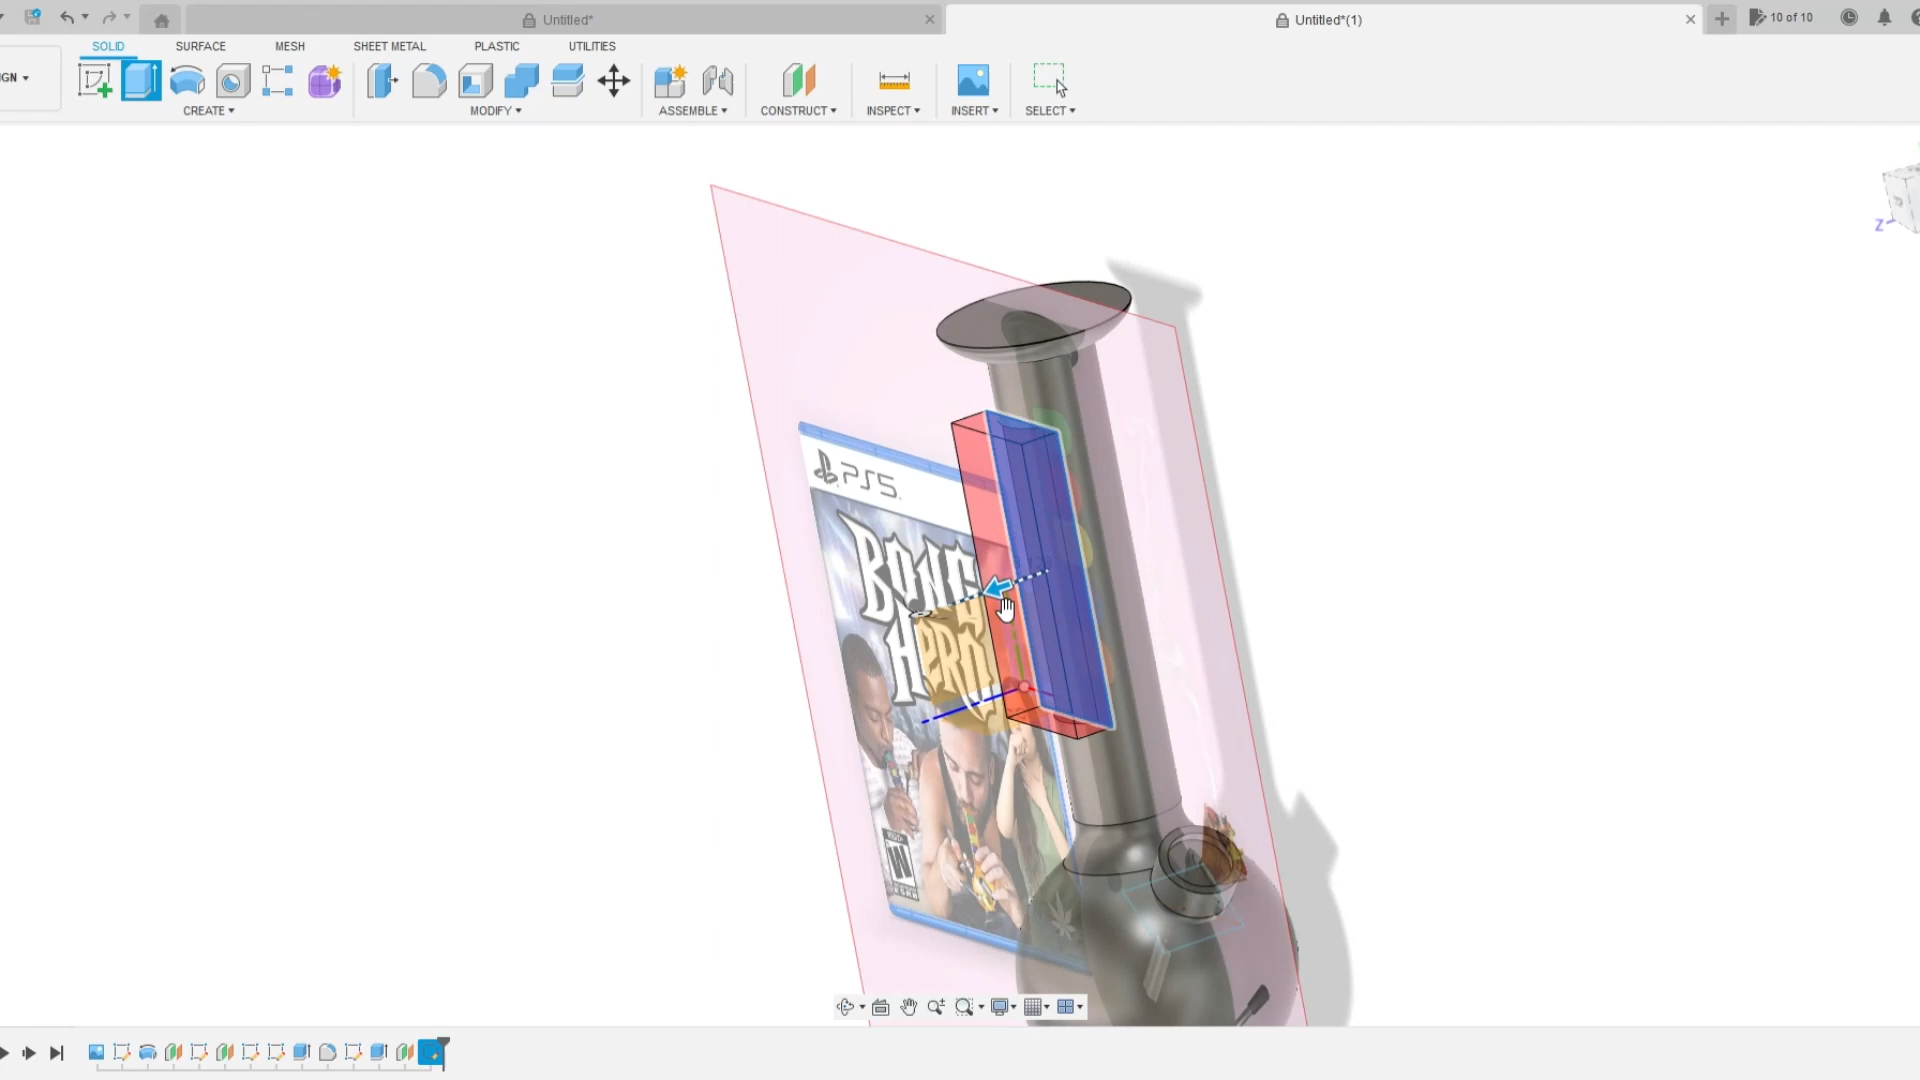 Untitled*
Untitled*(1)
10 of 10
IGN
SOLID
SURFACE
MESH
SHEET METAL
PLASTIC
UTILITIES
CREATE
MODIFY
ASSEMBLE
CONSTRUCT
INSPECT
INSERT
SELECT
Z
PS5
BONG
HERO
W